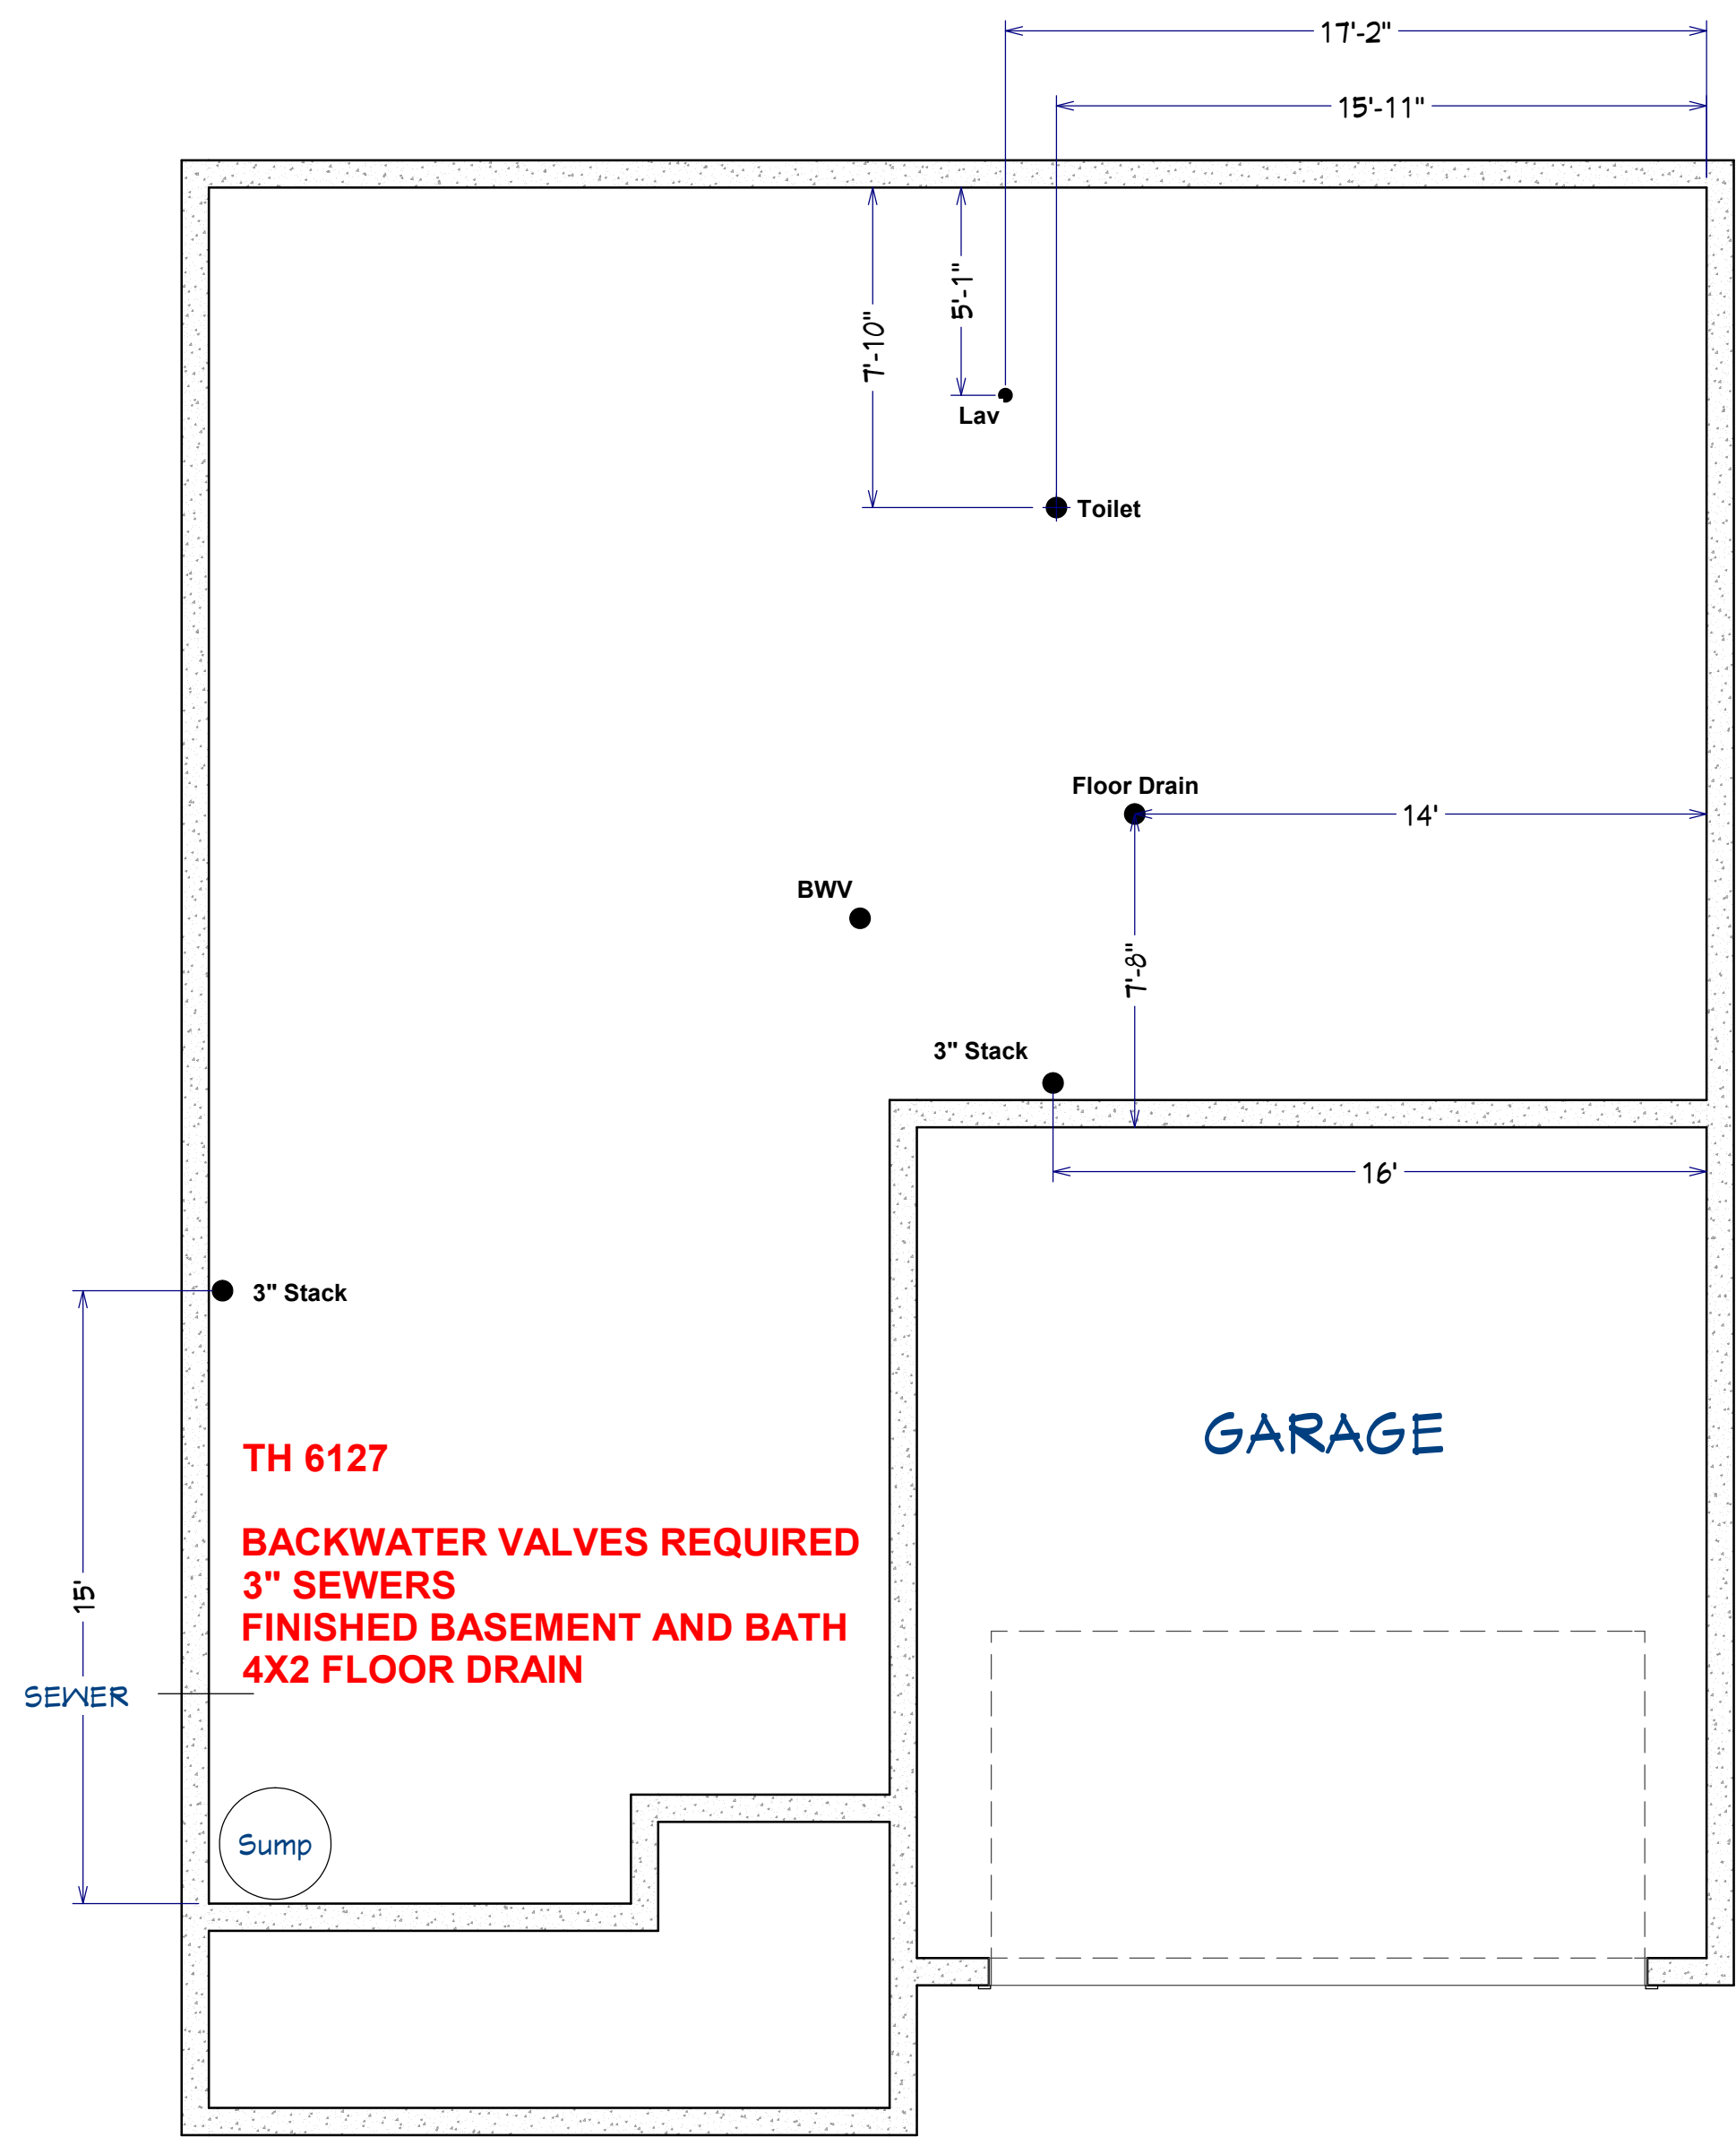 17'-2"
15'-11"
7'-10"
5'-1"
Lav
Toilet
Floor Drain
14'
BWV
7'-8"
3" Stack
16'
3" Stack
GARAGE
TH 6127
BACKWATER VALVES REQUIRED
3" SEWERS
FINISHED BASEMENT AND BATH
4X2 FLOOR DRAIN
15'
SEWER
Sump